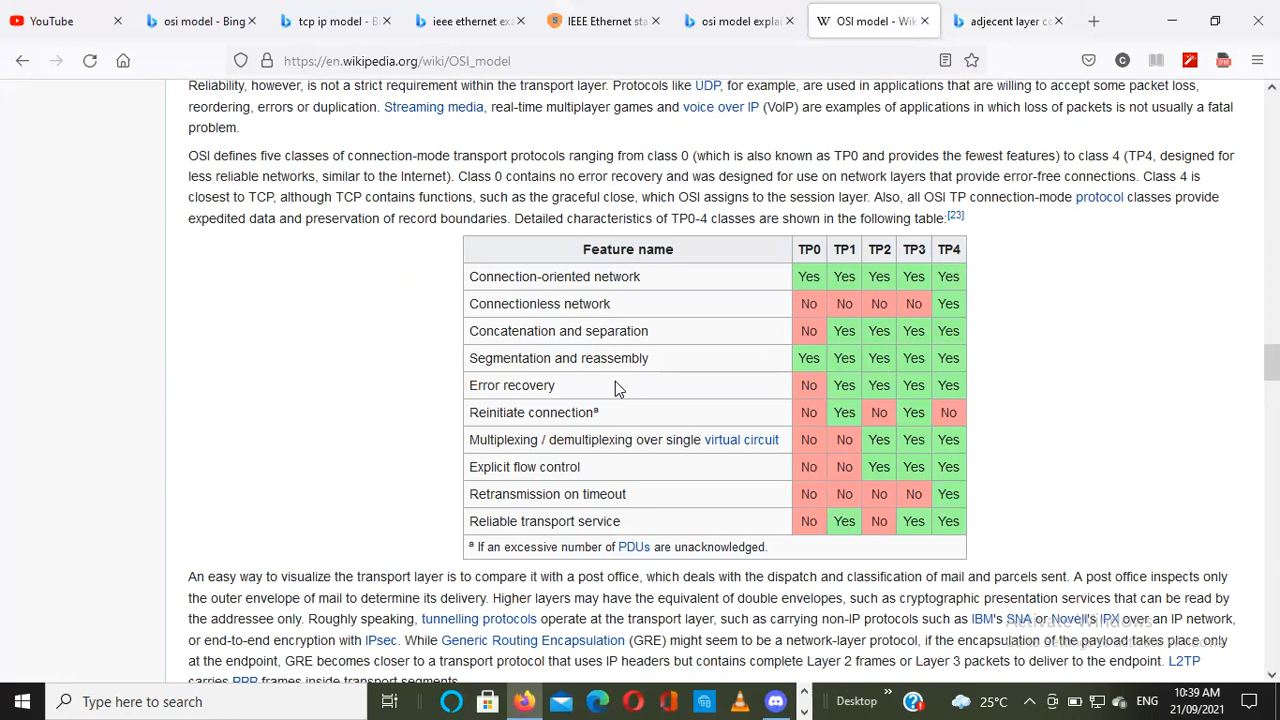 YouTube
osi model - Bing
tcp ip model - Bi
ieee ethernet exa
IEEE Ethernet sta
osi model explai
OSI model - Wiki
adjecent layer co
https://en.wikipedia.org/wiki/OSI_model
Reliability, however, is not a strict requirement within the transport layer. Protocols like UDP, for example, are used in applications that are willing to accept some packet loss,
reordering, errors or duplication. Streaming media, real-time multiplayer games and voice over IP (VoIP) are examples of applications in which loss of packets is not usually a fatal
problem.
OSI defines five classes of connection-mode transport protocols ranging from class 0 (which is also known as TP0 and provides the fewest features) to class 4 (TP4, designed for
less reliable networks, similar to the Internet). Class 0 contains no error recovery and was designed for use on network layers that provide error-free connections. Class 4 is
closest to TCP, although TCP contains functions, such as the graceful close, which OSI assigns to the session layer. Also, all OSI TP connection-mode protocol classes provide
expedited data and preservation of record boundaries. Detailed characteristics of TP0-4 classes are shown in the following table:[23]
Feature name TP0 TP1 TP2 TP3 TP4
Connection-oriented network Yes Yes Yes Yes Yes
Connectionless network No No No No Yes
Concatenation and separation No Yes Yes Yes Yes
Segmentation and reassembly Yes Yes Yes Yes Yes
Error recovery No Yes Yes Yes Yes
Reinitiate connectionª No Yes No Yes No
Multiplexing / demultiplexing over single virtual circuit No No Yes Yes Yes
Explicit flow control No No Yes Yes Yes
Retransmission on timeout No No No No Yes
Reliable transport service No Yes No Yes Yes
ª If an excessive number of PDUs are unacknowledged.
An easy way to visualize the transport layer is to compare it with a post office, which deals with the dispatch and classification of mail and parcels sent. A post office inspects only
the outer envelope of mail to determine its delivery. Higher layers may have the equivalent of double envelopes, such as cryptographic presentation services that can be read by
the addressed only. Roughly speaking, tunnelling protocols operate at the transport layer, such as carrying non-IP protocols such as IBM's SNA or Novell's IPX over an IP network,
or end-to-end encryption with IPsec. While Generic Routing Encapsulation (GRE) might seem to be a network-layer protocol, if the encapsulation of the payload takes place only
at the endpoint, GRE becomes closer to a transport protocol that uses IP headers but contains complete Layer 2 frames or Layer 3 packets to deliver to the endpoint. L2TP
carries PPP frames inside transport segments.
Activate Windows
Type here to search
Desktop
25°C
ENG
10:39 AM
21/09/2021